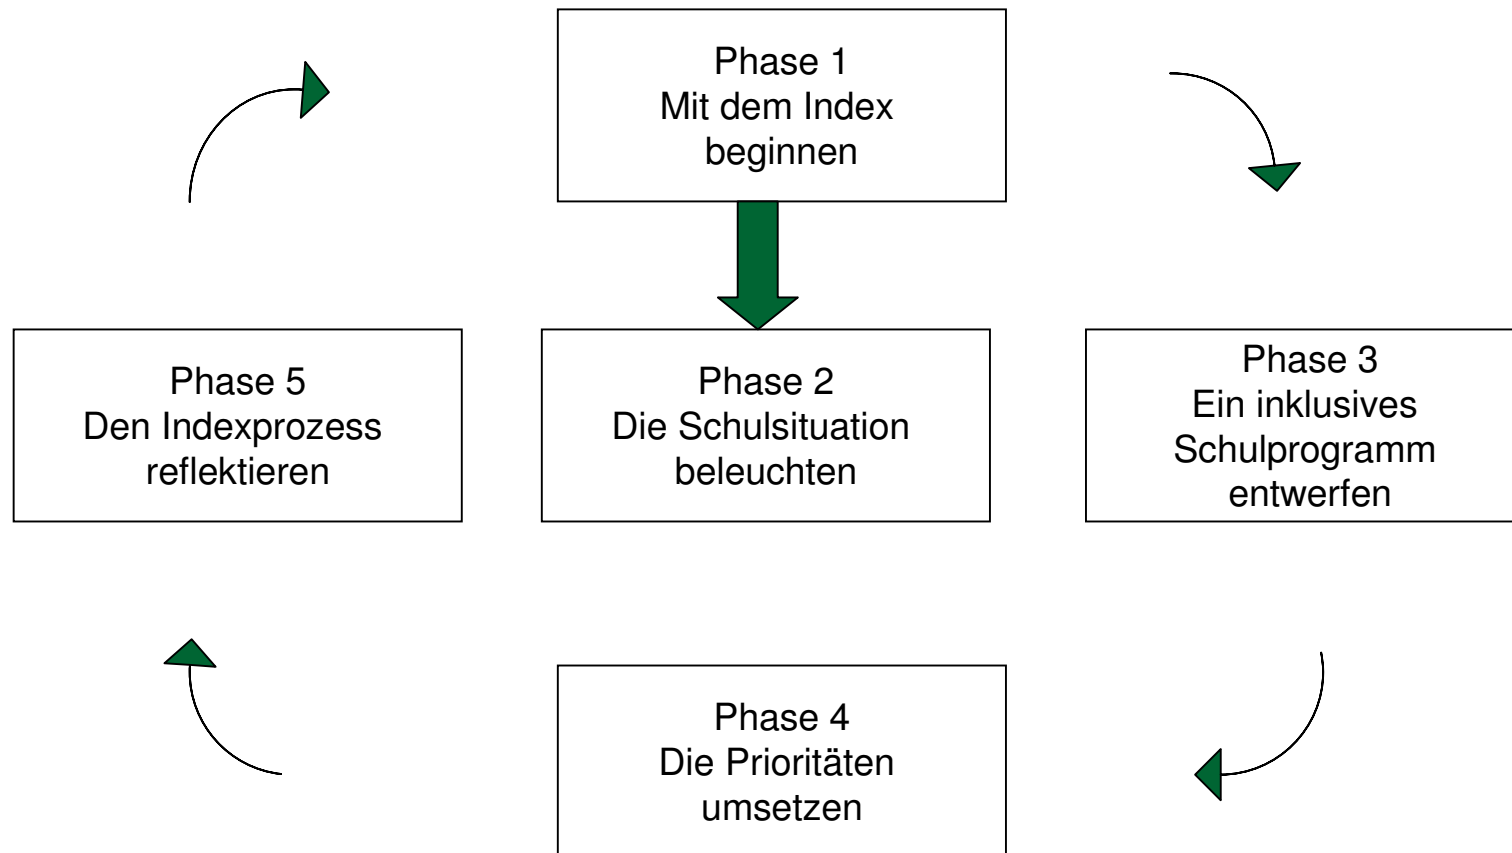 Phase 1
Mit dem Index
beginnen
Phase 5
Den Indexprozess
reflektieren
Phase 2
Die Schulsituation
beleuchten
Phase 3
Ein inklusives
Schulprogramm
entwerfen
Phase 4
Die Prioritäten
umsetzen